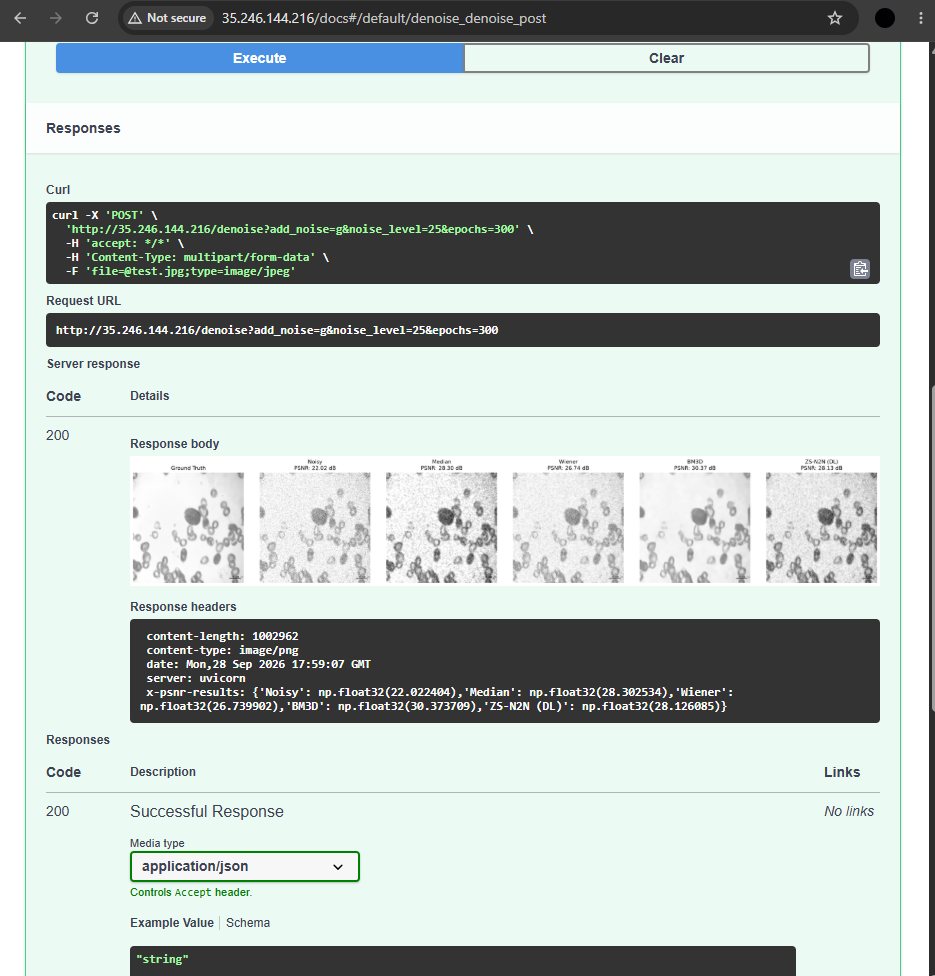 Not secure
35.246.144.216/docs#/default/denoise_denoise_post
Execute
Clear
Responses
Curl
curl -X 'POST' \
'http://35.246.144.216/denoise?add_noise=g&noise_level=25&epochs=300' \
-H 'accept: */*' \
-H 'Content-Type: multipart/form-data' \
-F 'file=@test.jpg;type=image/jpeg'
Request URL
http://35.246.144.216/denoise?add_noise=g&noise_level=25&epochs=300
Server response
Code
Details
200
Response body
Ground Truth
Noisy
PSNR: 22.02 dB
Median
PSNR: 28.30 dB
Wiener
PSNR: 26.74 dB
BM3D
PSNR: 30.37 dB
ZS-N2N (DL)
PSNR: 28.13 dB
Response headers
content-length: 1002962
content-type: image/png
date: Mon,28 Sep 2026 17:59:07 GMT
server: uvicorn
x-psnr-results: {'Noisy': np.float32(22.022404),'Median': np.float32(28.302534),'Wiener':
np.float32(26.739902),'BM3D': np.float32(30.373709),'ZS-N2N (DL)': np.float32(28.126085)}
Responses
Code
Description
Links
200
Successful Response
No links
Media type
application/json
Controls Accept header.
Example Value
Schema
"string"